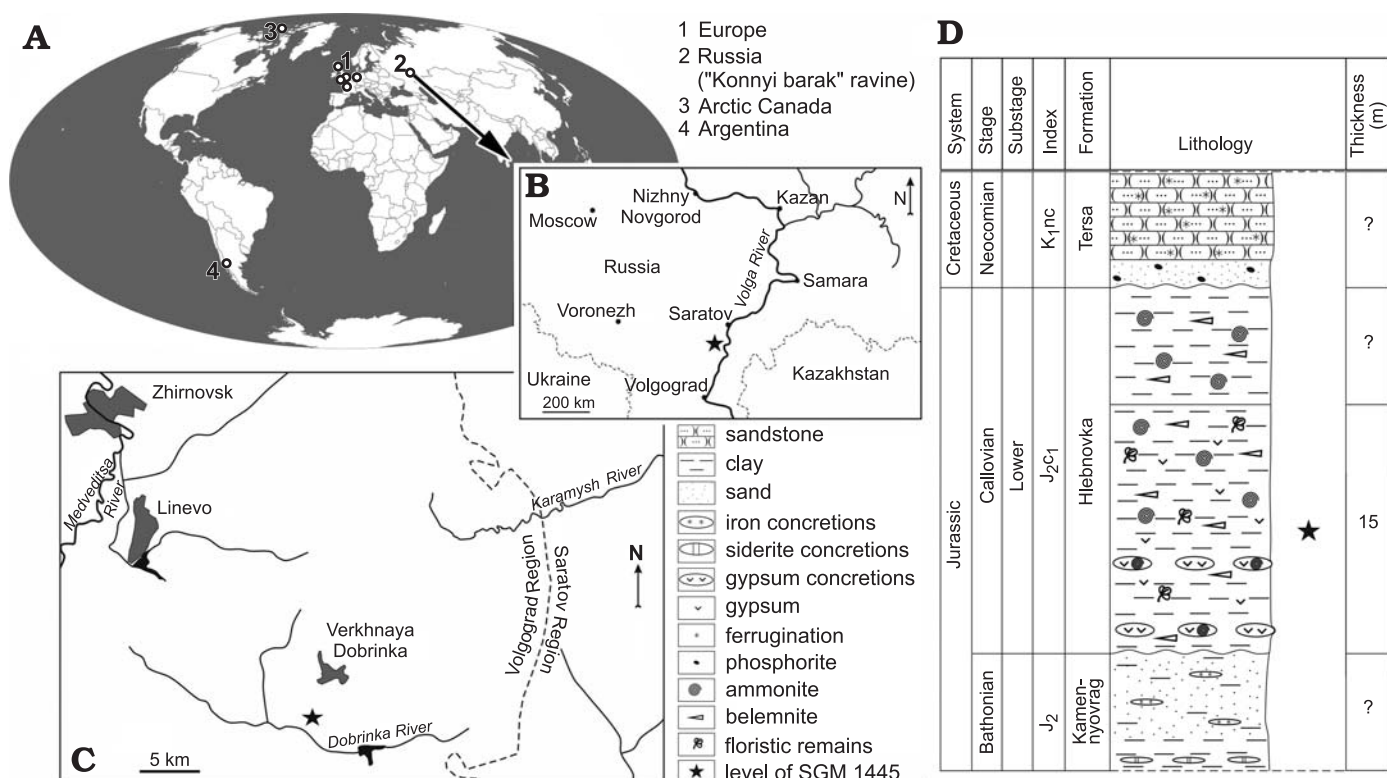 A
3
1
2
4
1 Europe
2 Russia
("Konnyi barak" ravine)
3 Arctic Canada
4 Argentina
B
Nizhny
Novgorod
Kazan
N
Moscow
Russia
Volga River
Samara
Voronezh
Saratov
Ukraine
Volgograd
Kazakhstan
200 km
Zhirnovsk
Medveditsa
River
Linevo
Karamysh River
Volgograd Region
Saratov Region
N
Verkhnaya
Dobrinka
Dobrinka River
C
5 km
sandstone
clay
sand
iron concretions
siderite concretions
gypsum concretions
gypsum
ferrugination
phosphorite
ammonite
belemnite
floristic remains
level of SGM 1445
D
System
Stage
Substage
Index
Formation
Lithology
Thickness
(m)
Cretaceous
Neocomian
K1nc
Tersa
?
Jurassic
Callovian
Lower
J2c1
Hlebnovka
?
15
Bathonian
J2
Kamen-
nyovrag
?